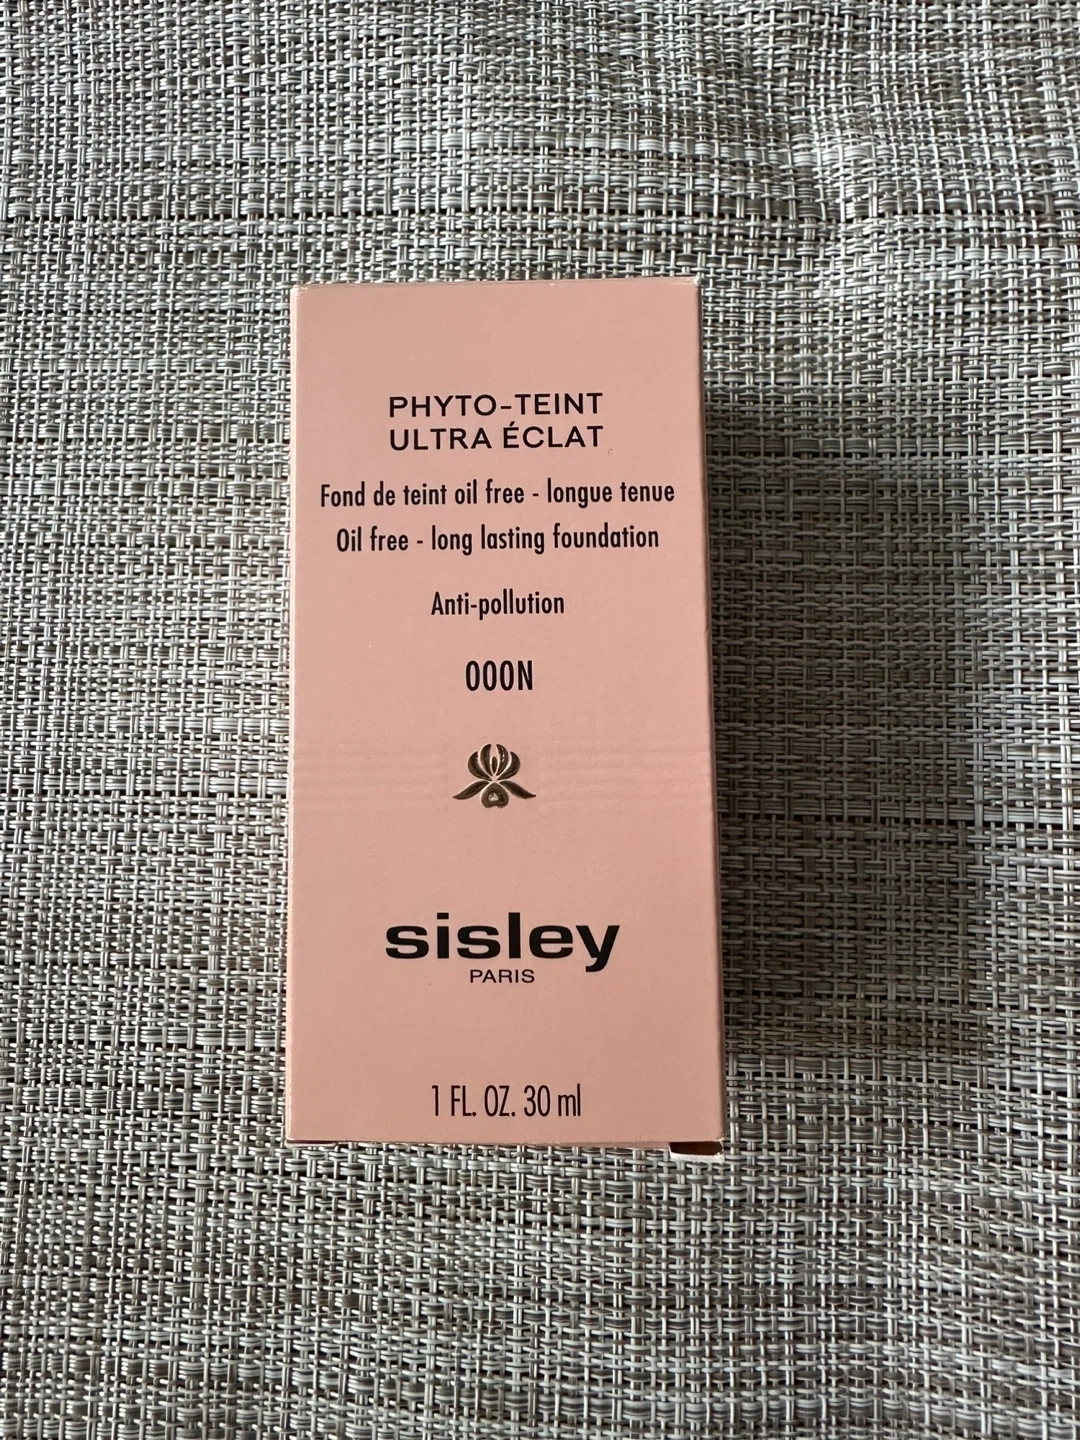 PHYTO-TEINT
ULTRA ÉCLAT
Fond de teint oil free - longue tenue
Oil free - long lasting foundation
Anti-pollution
000N
sisley
PARIS
1 FL. OZ. 30 ml